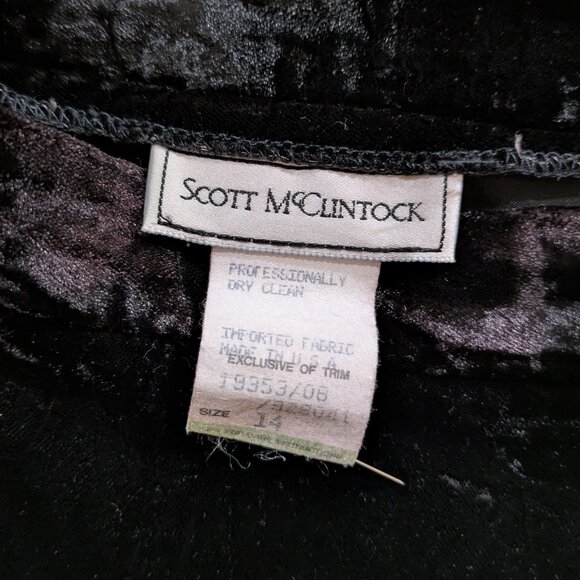 SCOTT McCLINTOCK
PROFESSIONALLY
DRY CLEAN
IMPORTED FABRIC
MADE IN U.S.A.
EXCLUSIVE OF TRIM
19353/08
SIZE 14